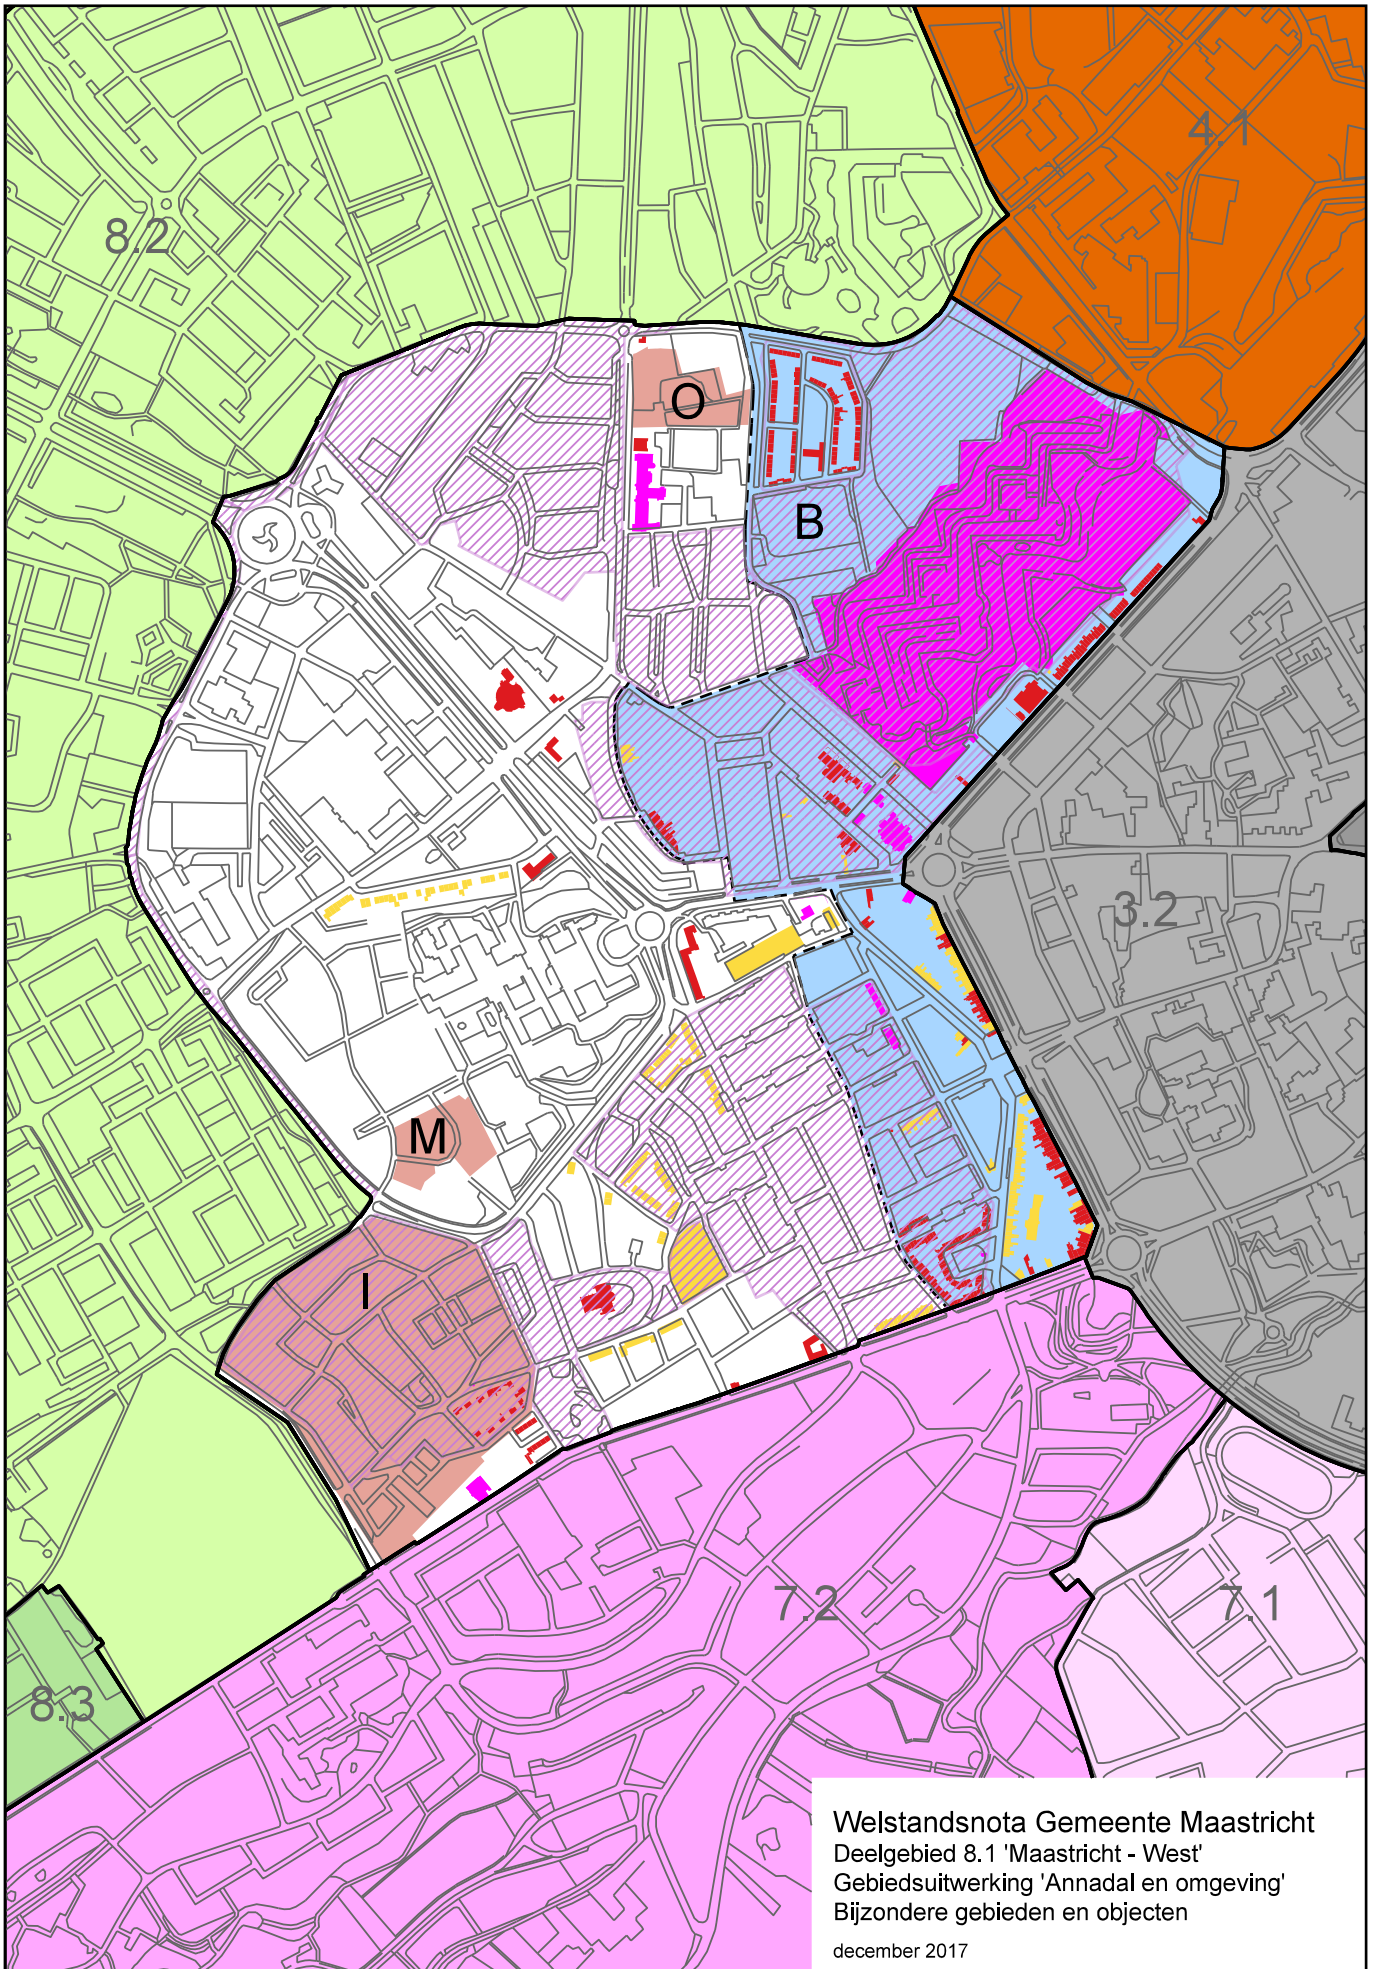 4.1
8.2
O
B
3.2
M
I
7.2
7.1
8.3
Welstandsnota Gemeente Maastricht
Deelgebied 8.1 'Maastricht - West'
Gebiedsuitwerking 'Annadal en omgeving'
Bijzondere gebieden en objecten
december 2017